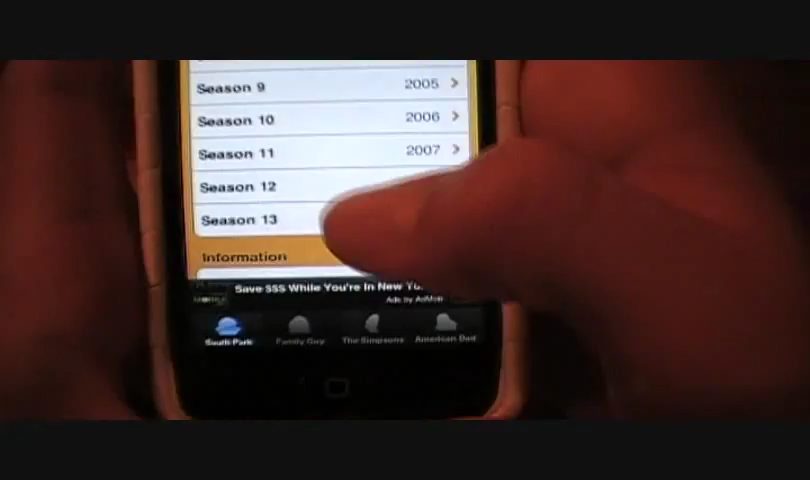 Season 9 2005
Season 10 2006
Season 11 2007
Season 12
Season 13
Information
Save $$$ While You're In New
Ads by AdMob
South Park Family Guy The Simpsons American Dad